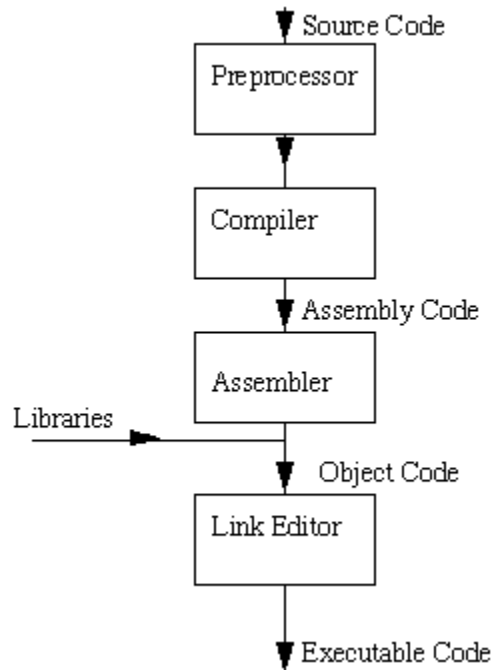 Source Code
Preprocessor
Compiler
Assembly Code
Assembler
Libraries
Object Code
Link Editor
Executable Code